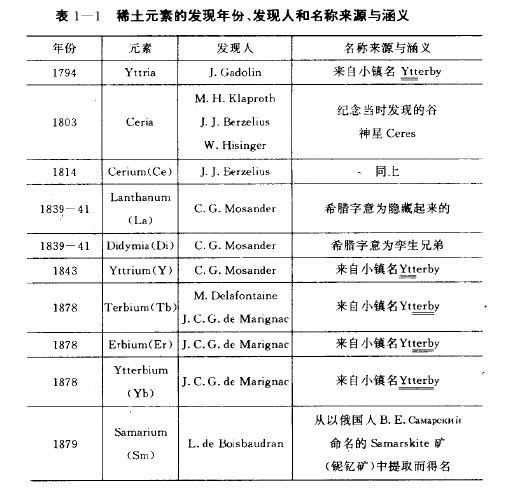 表 1—1 稀土元素的发现年份、发现人和名称来源与涵义
年份 元素 发现人 名称来源与涵义
1794 Yttria J. Gadolin 来自小镇名 Ytterby
1803 Ceria M. H. Klaproth
J. J. Berzelius
W. Hisinger 纪念当时发现的谷
神星 Ceres
1814 Cerium(Ce) J. J. Berzelius 同上
1839—41 Lanthanum
(La) C. G. Mosander 希腊字意为隐藏起来的
1839—41 Didymia(Di) C. G. Mosander 希腊字意为孪生兄弟
1843 Yttrium(Y) C. G. Mosander 来自小镇名 Ytterby
1878 Terbium(Tb) M. Delafontaine
J. C. G. de Marignac 来自小镇名 Ytterby
1878 Erbium(Er) J. C. G. de Marignac 来自小镇名 Ytterby
1878 Ytterbium
(Yb) J. C. G. de Marignac 来自小镇名 Ytterby
1879 Samarium
(Sm) L. de Boisbaudran 从以俄国人 В. Е. Самарский
命名的 Samarskite 矿
(铌钇矿)中提取而得名